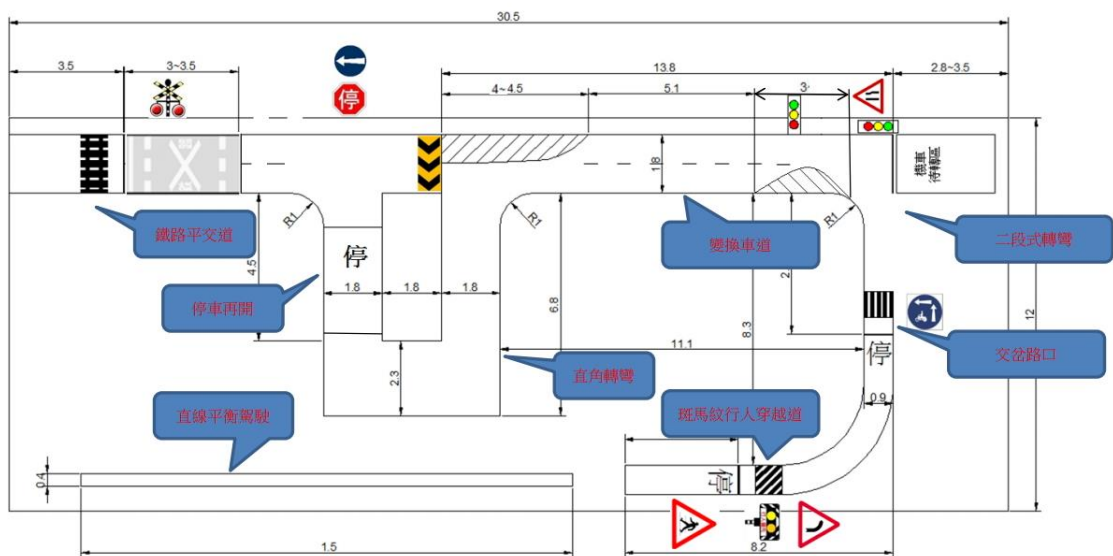 30.5
3.5
3~3.5
13.8
2.8~3.5
停
4~4.5
5.1
3
1.8
機車
待轉區
鐵路平交道
R1
R1
R1
變換車道
二段式轉彎
4.5
停
停車再開
1.8
1.8
1.8
6.8
2
8.3
12
11.1
停
交岔路口
2.3
直角轉彎
0.9
直線平衡駕駛
斑馬紋行人穿越道
0.4
停
1.5
8.2